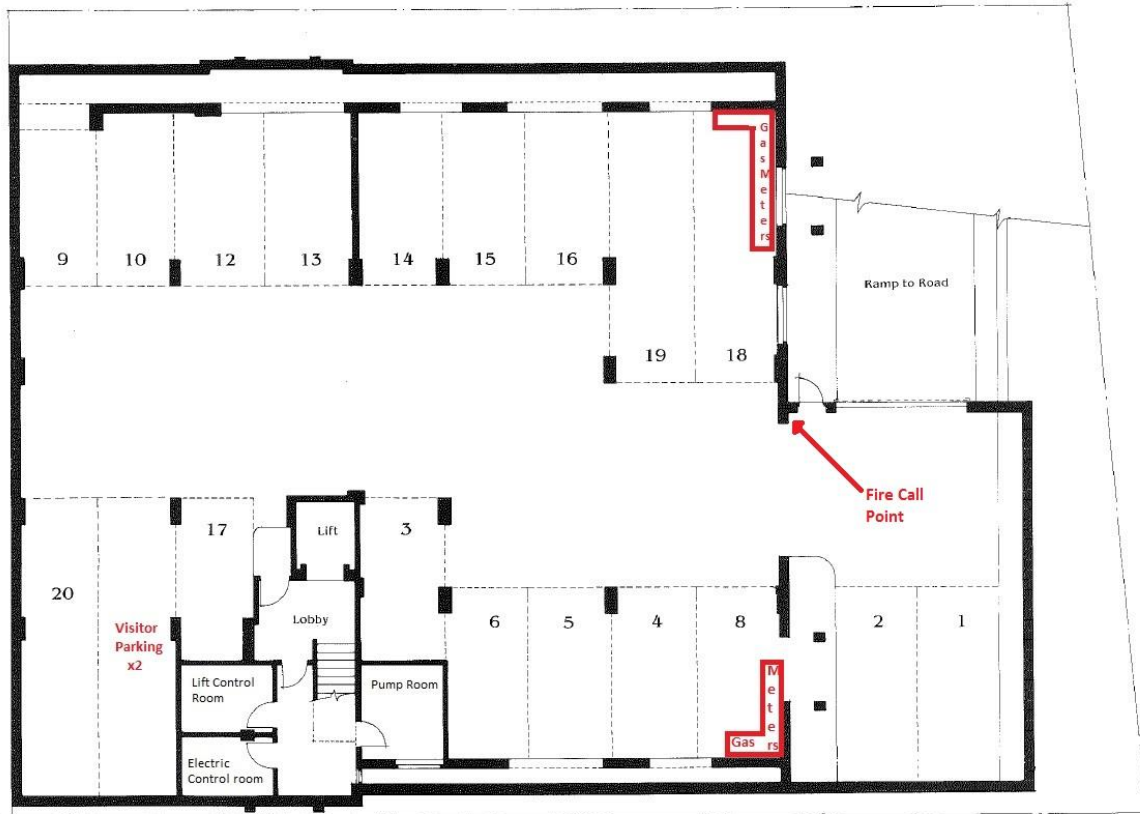 Gas Meters
9
10
12
13
14
15
16
19
18
Ramp to Road
Fire Call
Point
20
Visitor
Parking
x2
17
Lift
Lobby
3
6
5
4
8
2
1
Lift Control
Room
Pump Room
Electric
Control room
Gas Meters